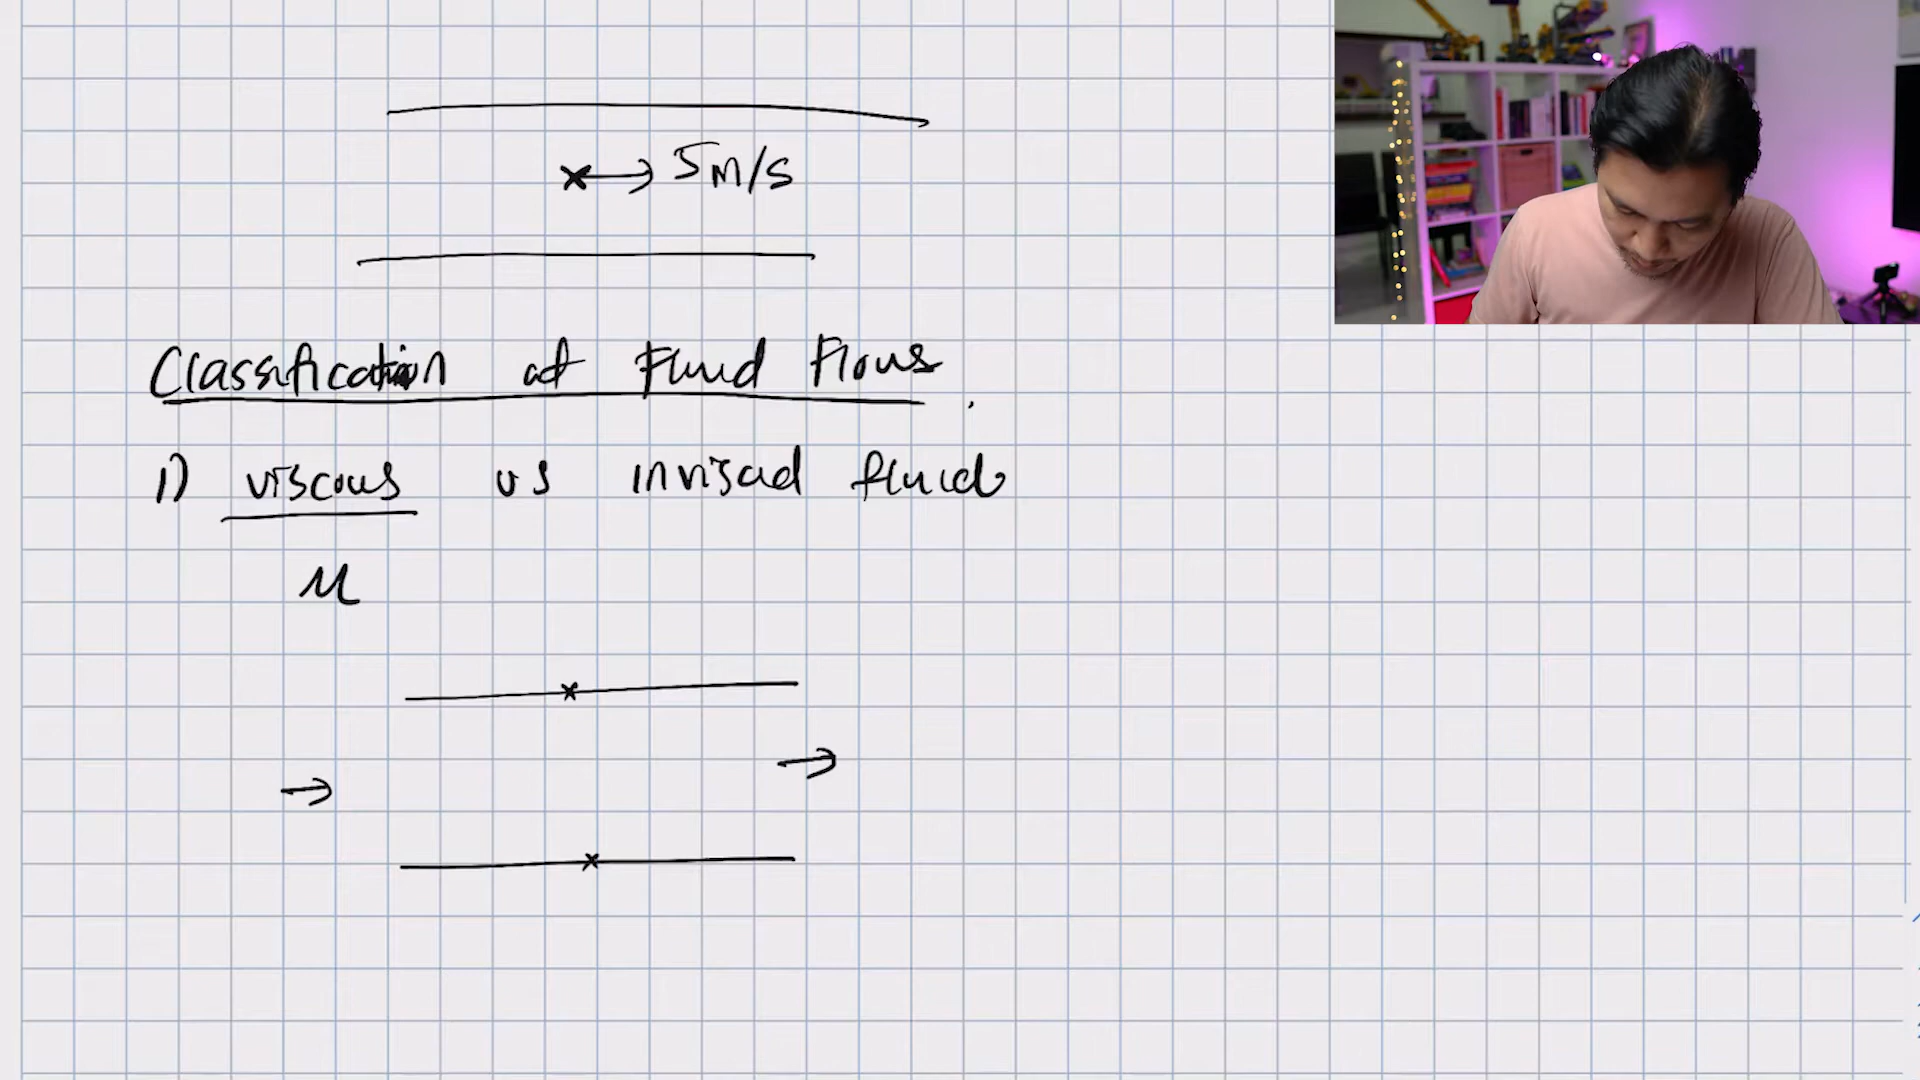 5m/s
Classification of Fluid Flows.
1) viscous vs inviscid fluid
μ